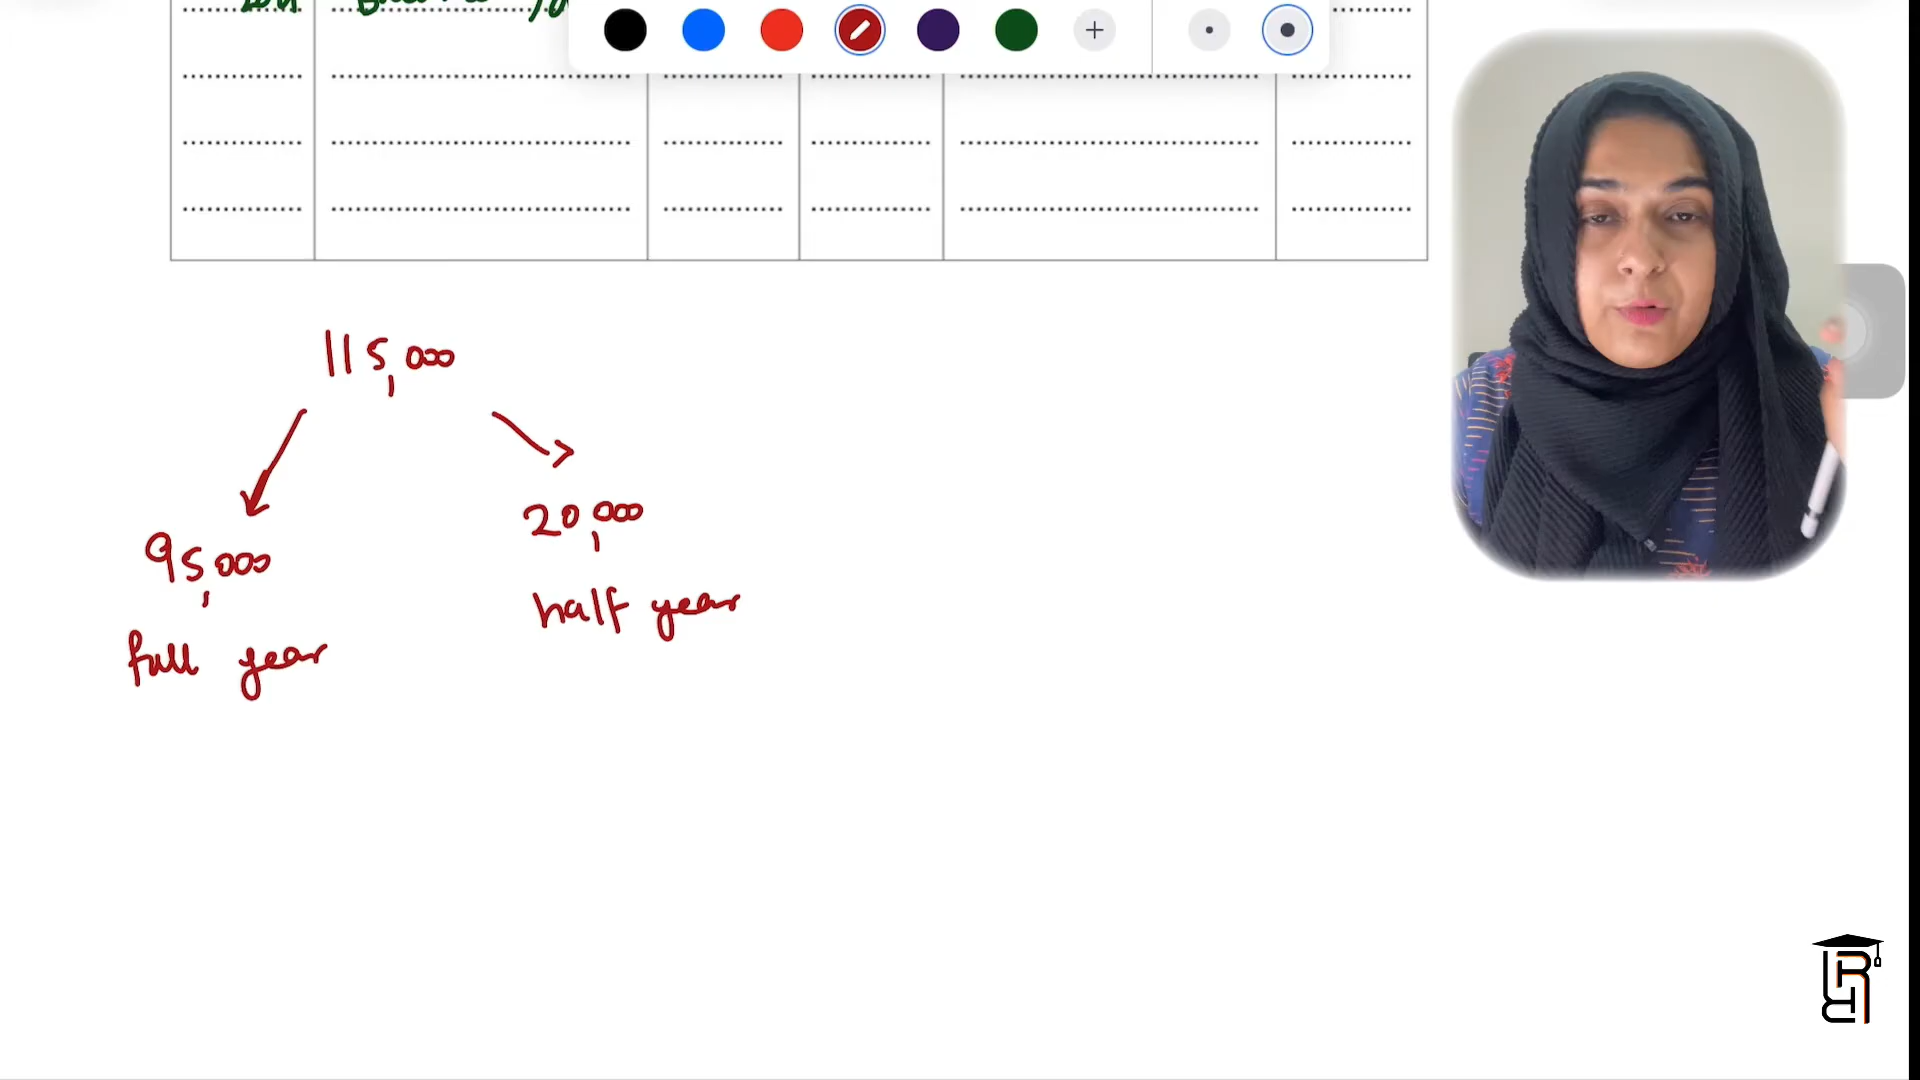 115,000
95,000
20,000
half year
full year